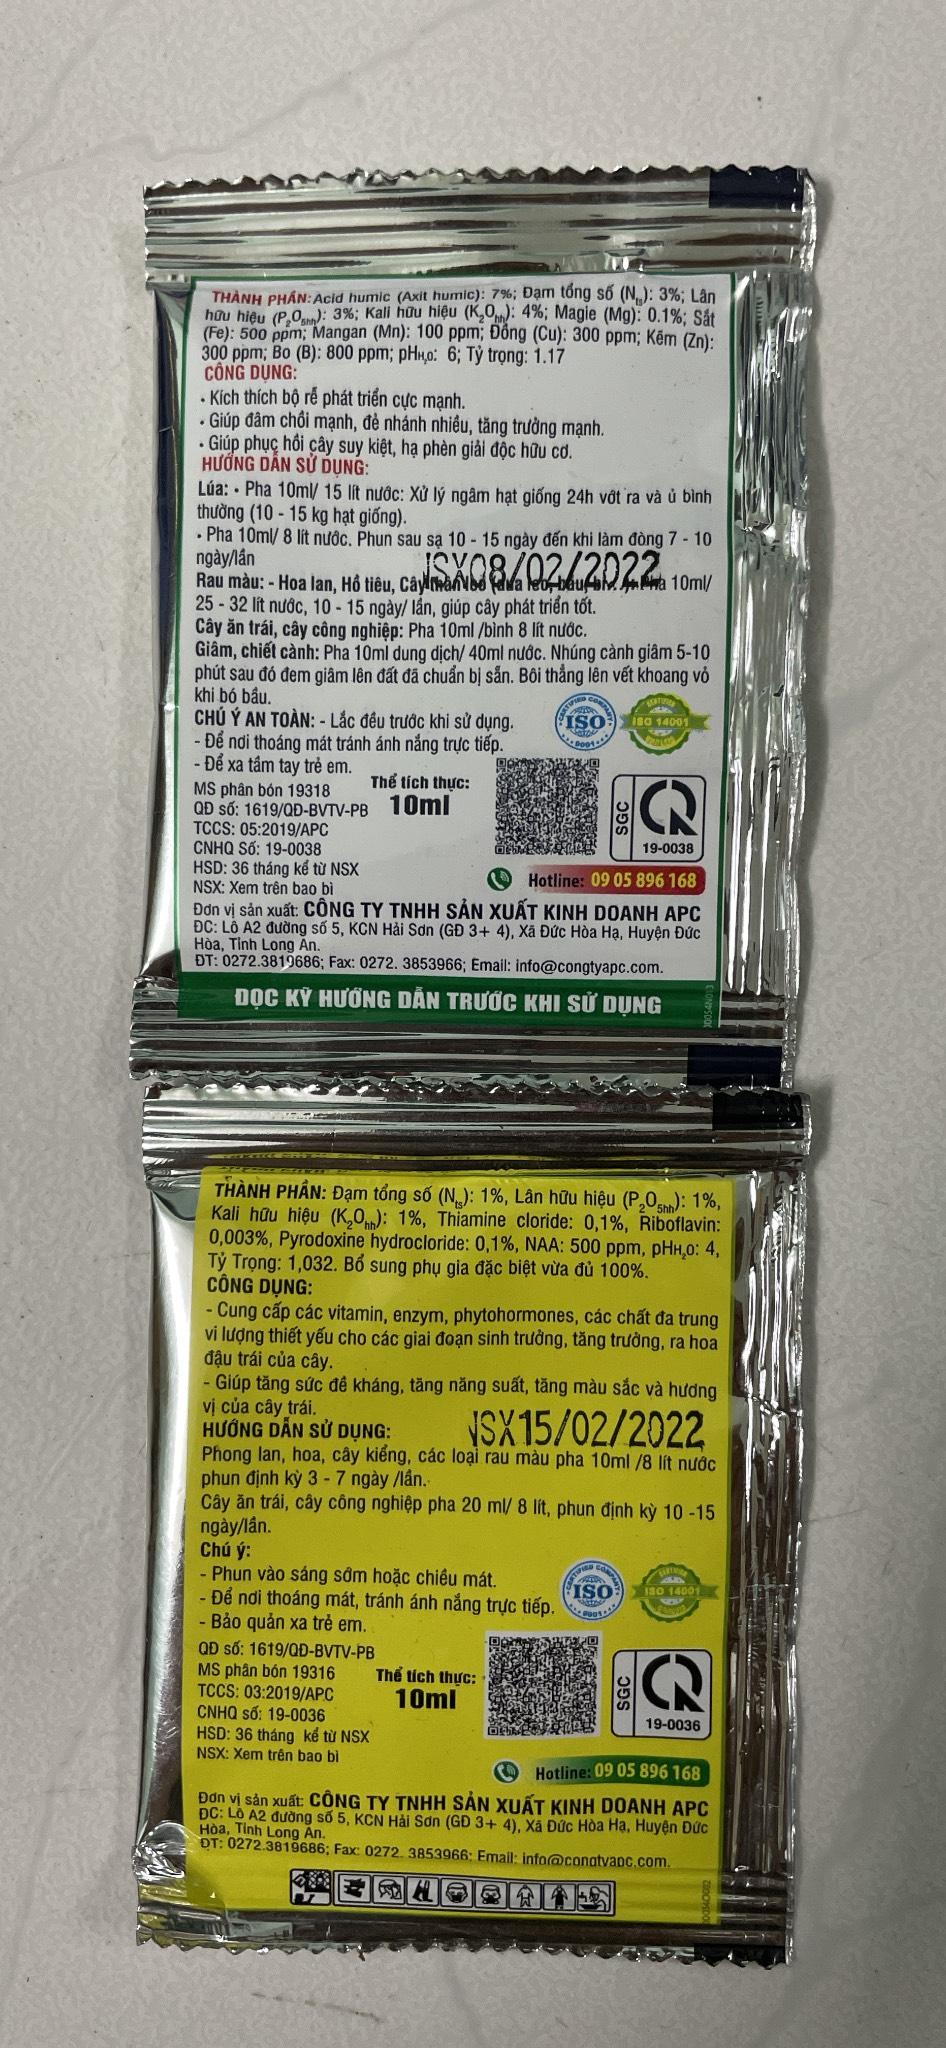 THÀNH PHẦN: Acid humic (Axit humic): 7%; Đạm tổng số (Nts): 3%; Lân
hữu hiệu (P2O5hh): 3%; Kali hữu hiệu (K2Ohh): 4%; Magie (Mg): 0.1%; Sắt
(Fe): 500 ppm; Mangan (Mn): 100 ppm; Đồng (Cu): 300 ppm; Kẽm (Zn):
300 ppm; Bo (B): 800 ppm; pHH2O: 6; Tỷ trọng: 1.17
CÔNG DỤNG:
• Kích thích bộ rễ phát triển cực mạnh.
• Giúp đâm chồi mạnh, đẻ nhánh nhiều, tăng trưởng mạnh.
• Giúp phục hồi cây suy kiệt, hạ phèn giải độc hữu cơ.
HƯỚNG DẪN SỬ DỤNG:
Lúa: • Pha 10ml/ 15 lít nước: Xử lý ngâm hạt giống 24h vớt ra và ủ bình
thường (10 - 15 kg hạt giống).
• Pha 10ml/ 8 lít nước. Phun sau sạ 10 - 15 ngày đến khi làm đòng 7 - 10
ngày/lần
NSX08/02/2022
Rau màu: - Hoa lan, Hồ tiêu, Cây thân leo (dưa leo, bầu, bí...): Pha 10ml/
25 - 32 lít nước, 10 - 15 ngày/ lần, giúp cây phát triển tốt.
Cây ăn trái, cây công nghiệp: Pha 10ml /bình 8 lít nước.
Giâm, chiết cành: Pha 10ml dung dịch/ 40ml nước. Nhúng cành giâm 5-10
phút sau đó đem giâm lên đất đã chuẩn bị sẵn. Bôi thẳng lên vết khoang vỏ
khi bó bầu.
CHÚ Ý AN TOÀN: - Lắc đều trước khi sử dụng.
- Để nơi thoáng mát tránh ánh nắng trực tiếp.
- Để xa tầm tay trẻ em.
CERTIFIED COMPANY
ISO
9001
CERTIFIED
ISO 14001
MS phân bón 19318
QĐ số: 1619/QĐ-BVTV-PB
TCCS: 05:2019/APC
CNHQ Số: 19-0038
HSD: 36 tháng kể từ NSX
NSX: Xem trên bao bì
Thể tích thực:
10ml
SGC
19-0038
Hotline: 09 05 896 168
Đơn vị sản xuất: CÔNG TY TNHH SẢN XUẤT KINH DOANH APC
ĐC: Lô A2 đường số 5, KCN Hải Sơn (GĐ 3+ 4), Xã Đức Hòa Hạ, Huyện Đức
Hòa, Tỉnh Long An.
ĐT: 0272.3819686; Fax: 0272. 3853966; Email: info@congtyapc.com.
ĐỌC KỸ HƯỚNG DẪN TRƯỚC KHI SỬ DỤNG
THÀNH PHẦN: Đạm tổng số (Nts): 1%, Lân hữu hiệu (P2O5hh): 1%,
Kali hữu hiệu (K2Ohh): 1%, Thiamine cloride: 0,1%, Riboflavin:
0,003%, Pyrodoxine hydrocloride: 0,1%, NAA: 500 ppm, pHH2O: 4,
Tỷ Trọng: 1,032. Bổ sung phụ gia đặc biệt vừa đủ 100%.
CÔNG DỤNG:
- Cung cấp các vitamin, enzym, phytohormones, các chất đa trung
vi lượng thiết yếu cho các giai đoạn sinh trưởng, tăng trưởng, ra hoa
đậu trái của cây.
- Giúp tăng sức đề kháng, tăng năng suất, tăng màu sắc và hương
vị của cây trái.
HƯỚNG DẪN SỬ DỤNG:
NSX15/02/2022
Phong lan, hoa, cây kiểng, các loại rau màu pha 10ml /8 lít nước
phun định kỳ 3 - 7 ngày /lần.
Cây ăn trái, cây công nghiệp pha 20 ml/ 8 lít, phun định kỳ 10 -15
ngày/lần.
Chú ý:
- Phun vào sáng sớm hoặc chiều mát.
- Để nơi thoáng mát, tránh ánh nắng trực tiếp.
- Bảo quản xa trẻ em.
CERTIFIED COMPANY
ISO
9001
CERTIFIED
ISO 14001
QĐ số: 1619/QĐ-BVTV-PB
MS phân bón 19316
TCCS: 03:2019/APC
CNHQ số: 19-0036
HSD: 36 tháng kể từ NSX
NSX: Xem trên bao bì
Thể tích thực:
10ml
SGC
19-0036
Hotline: 09 05 896 168
Đơn vị sản xuất: CÔNG TY TNHH SẢN XUẤT KINH DOANH APC
ĐC: Lô A2 đường số 5, KCN Hải Sơn (GĐ 3+ 4), Xã Đức Hòa Hạ, Huyện Đức
Hòa, Tỉnh Long An.
ĐT: 0272.3819686; Fax: 0272. 3853966; Email: info@congtyapc.com.